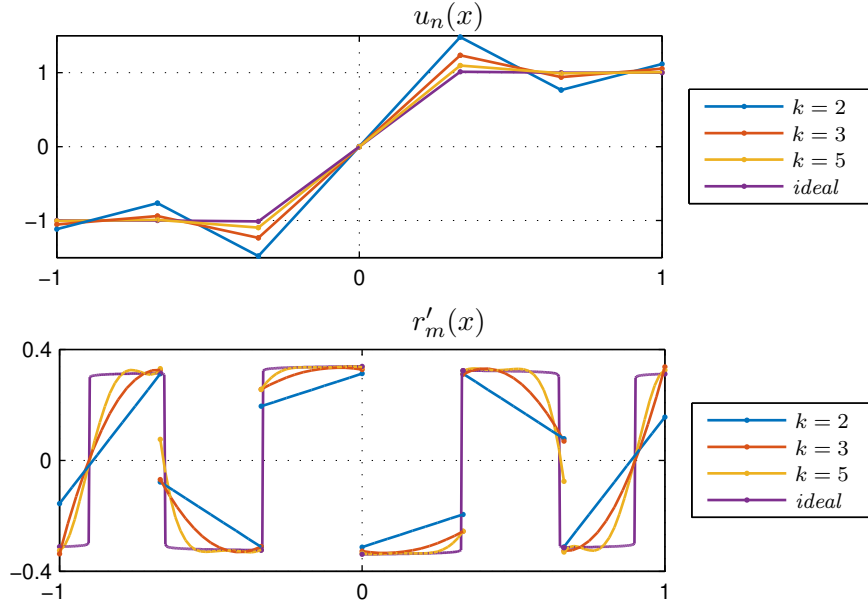 u_n(x)
1
0
−1
−1
0
1
k = 2
k = 3
k = 5
ideal
r'_m(x)
0.4
0
−0.4
−1
0
1
k = 2
k = 3
k = 5
ideal